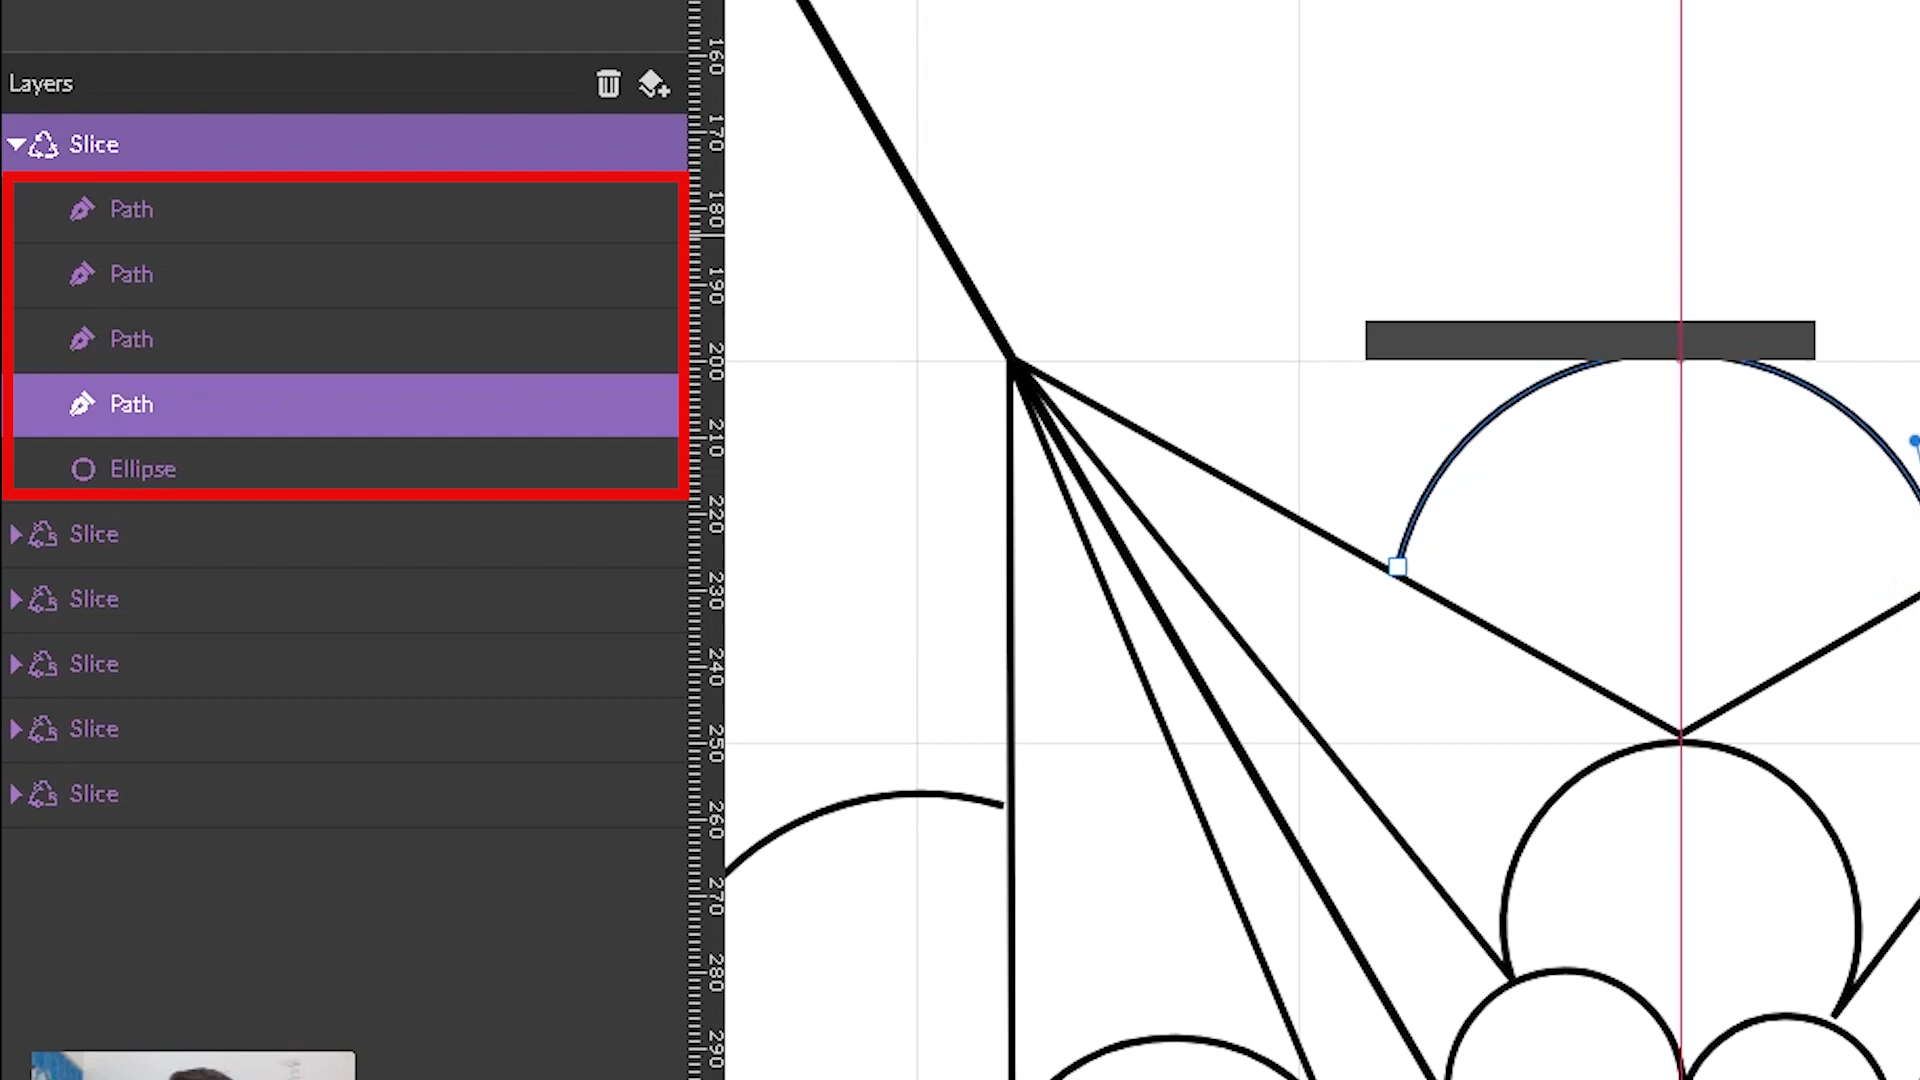 Layers
Slice
Path
Path
Path
Path
Ellipse
Slice
Slice
Slice
Slice
Slice
160
170
180
190
200
210
220
230
240
250
260
270
280
290